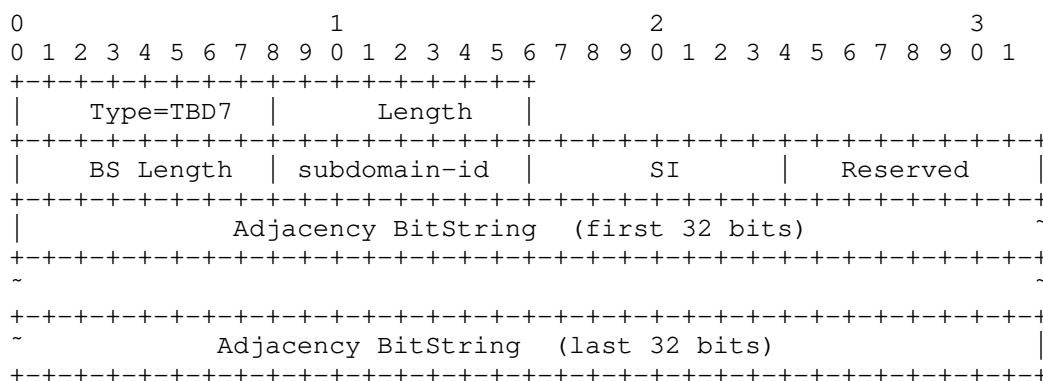 0                   1                   2                   3
0 1 2 3 4 5 6 7 8 9 0 1 2 3 4 5 6 7 8 9 0 1 2 3 4 5 6 7 8 9 0 1
+-+-+-+-+-+-+-+-+-+-+-+-+-+-+-+-+
|    Type=TBD7   |      Length   |
+-+-+-+-+-+-+-+-+-+-+-+-+-+-+-+-+-+-+-+-+-+-+-+-+-+-+-+-+-+-+-+-+
|    BS Length   | subdomain-id  |       SI      |   Reserved    |
+-+-+-+-+-+-+-+-+-+-+-+-+-+-+-+-+-+-+-+-+-+-+-+-+-+-+-+-+-+-+-+-+
|             Adjacency BitString  (first 32 bits)              ~
+-+-+-+-+-+-+-+-+-+-+-+-+-+-+-+-+-+-+-+-+-+-+-+-+-+-+-+-+-+-+-+-+
~                                                               ~
+-+-+-+-+-+-+-+-+-+-+-+-+-+-+-+-+-+-+-+-+-+-+-+-+-+-+-+-+-+-+-+-+
~            Adjacency BitString  (last 32 bits)                |
+-+-+-+-+-+-+-+-+-+-+-+-+-+-+-+-+-+-+-+-+-+-+-+-+-+-+-+-+-+-+-+-+